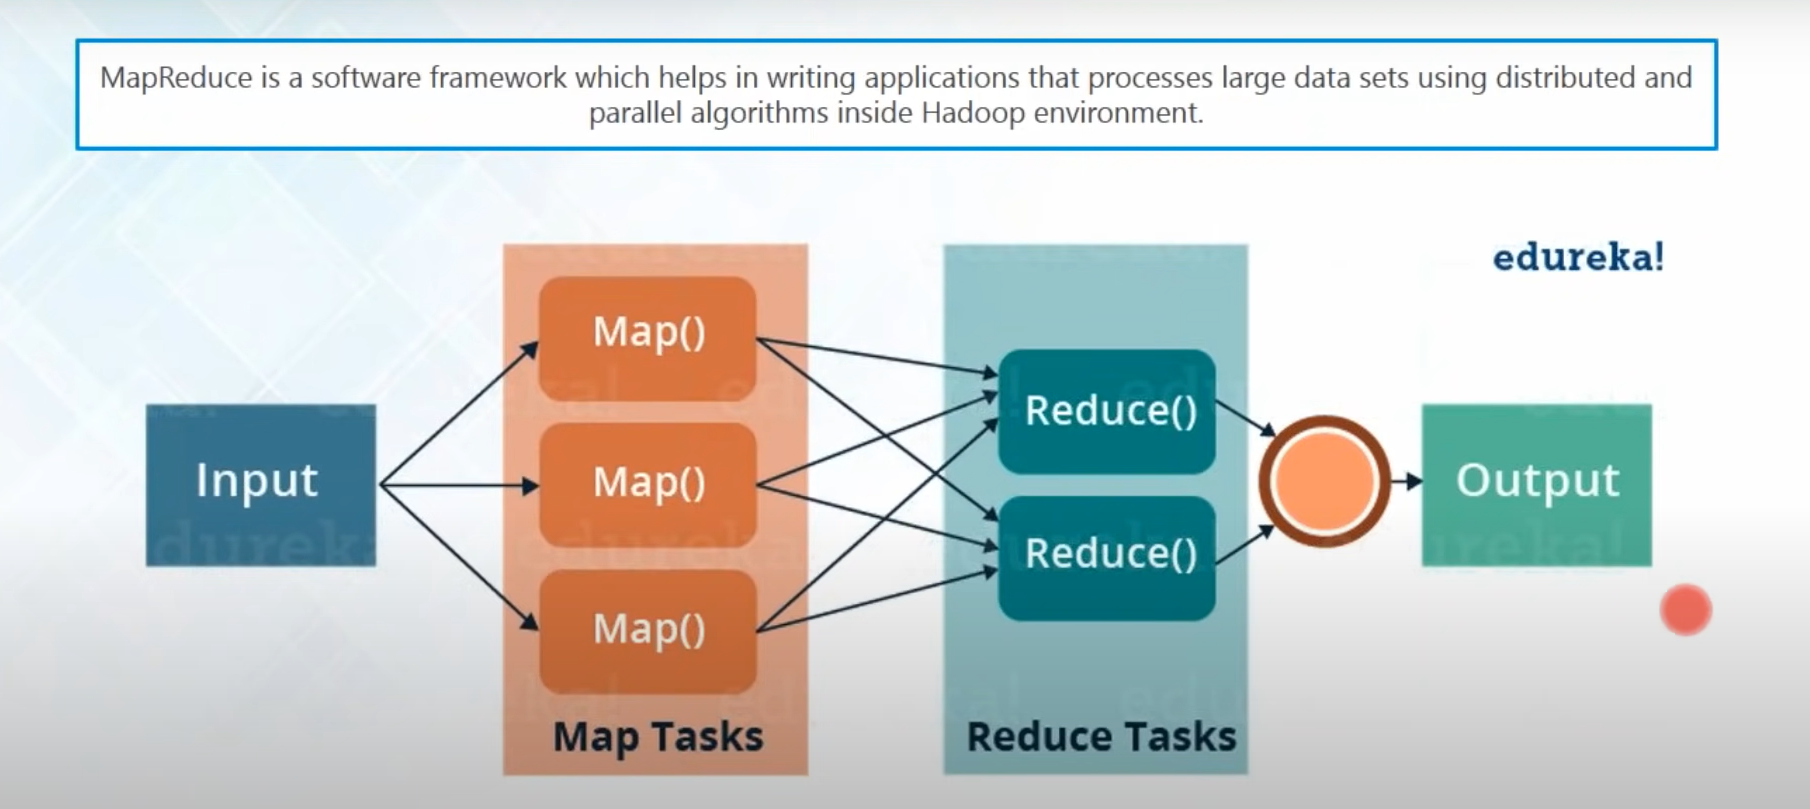 MapReduce is a software framework which helps in writing applications that processes large data sets using distributed and
parallel algorithms inside Hadoop environment.
edureka!
Map()
Map()
Map()
Reduce()
Reduce()
Input
Output
Map Tasks
Reduce Tasks